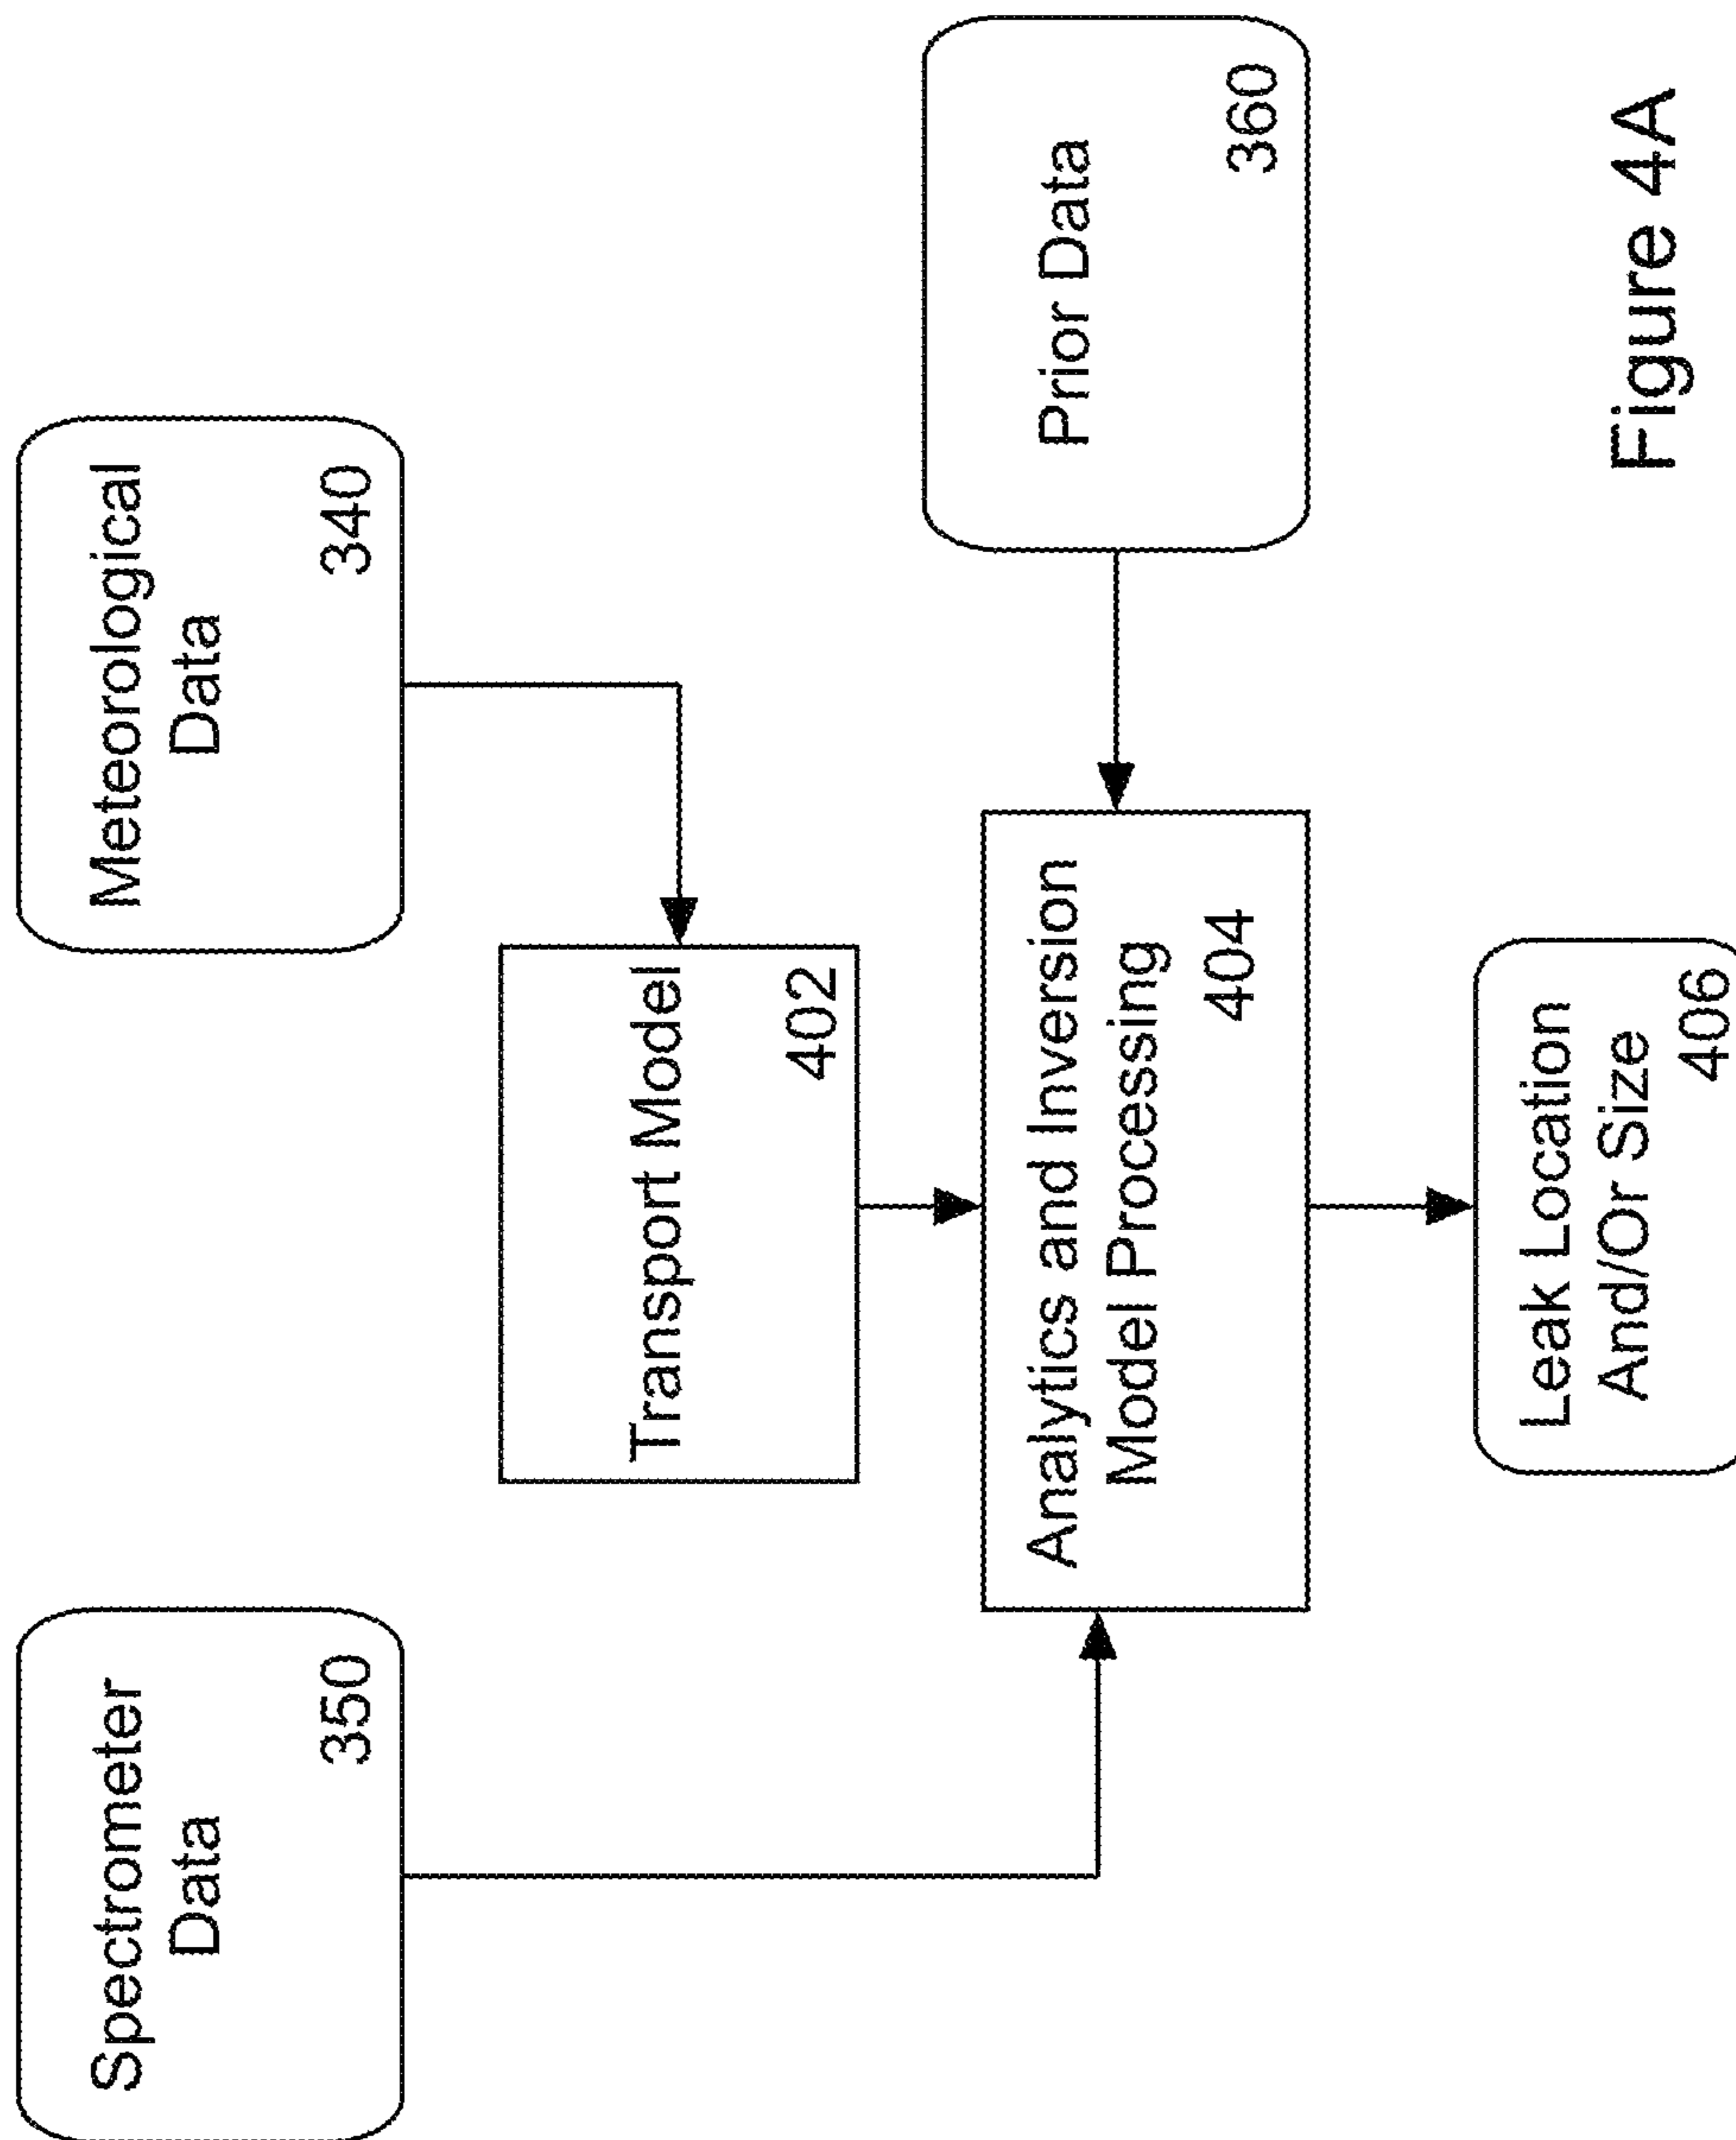 Spectrometer
Data
350
Meteorological
Data
340
Transport Model
402
Analytics and Inversion
Model Processing
404
Prior Data
360
Leak Location
And/Or Size
406
Figure 4A